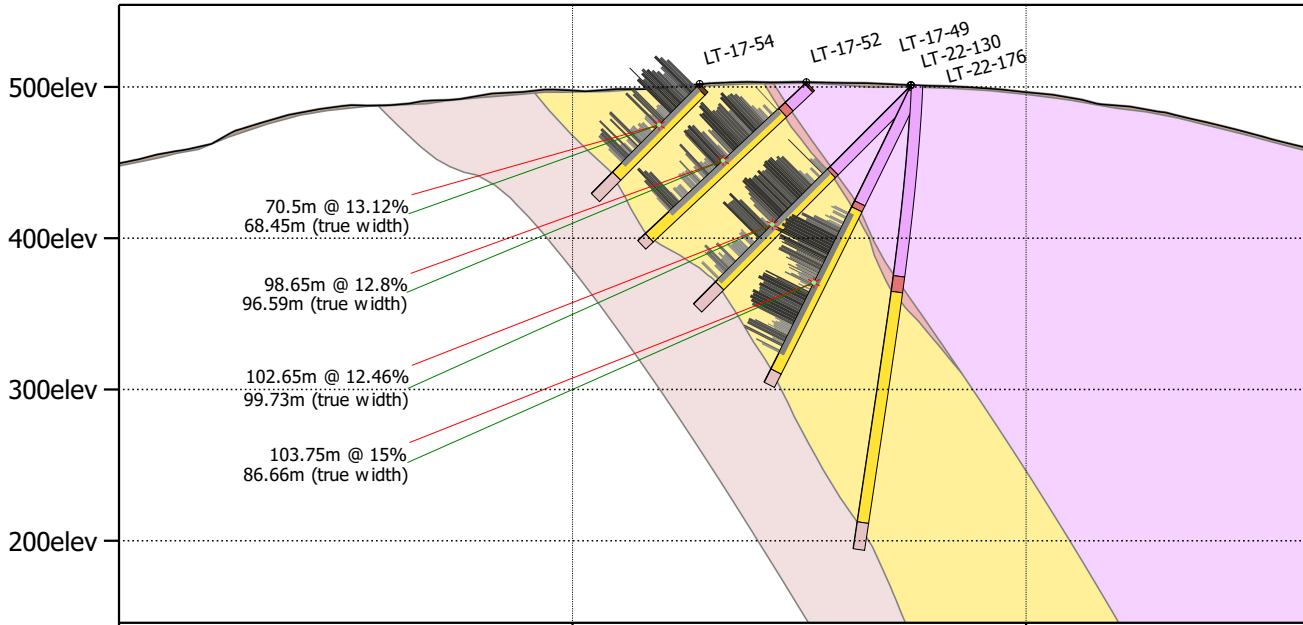 LT-17-54
LT-17-52
LT-17-49
LT-22-130
LT-22-176
500elev
400elev
300elev
200elev
70.5m @ 13.12%
68.45m (true width)
98.65m @ 12.8%
96.59m (true width)
102.65m @ 12.46%
99.73m (true width)
103.75m @ 15%
86.66m (true width)